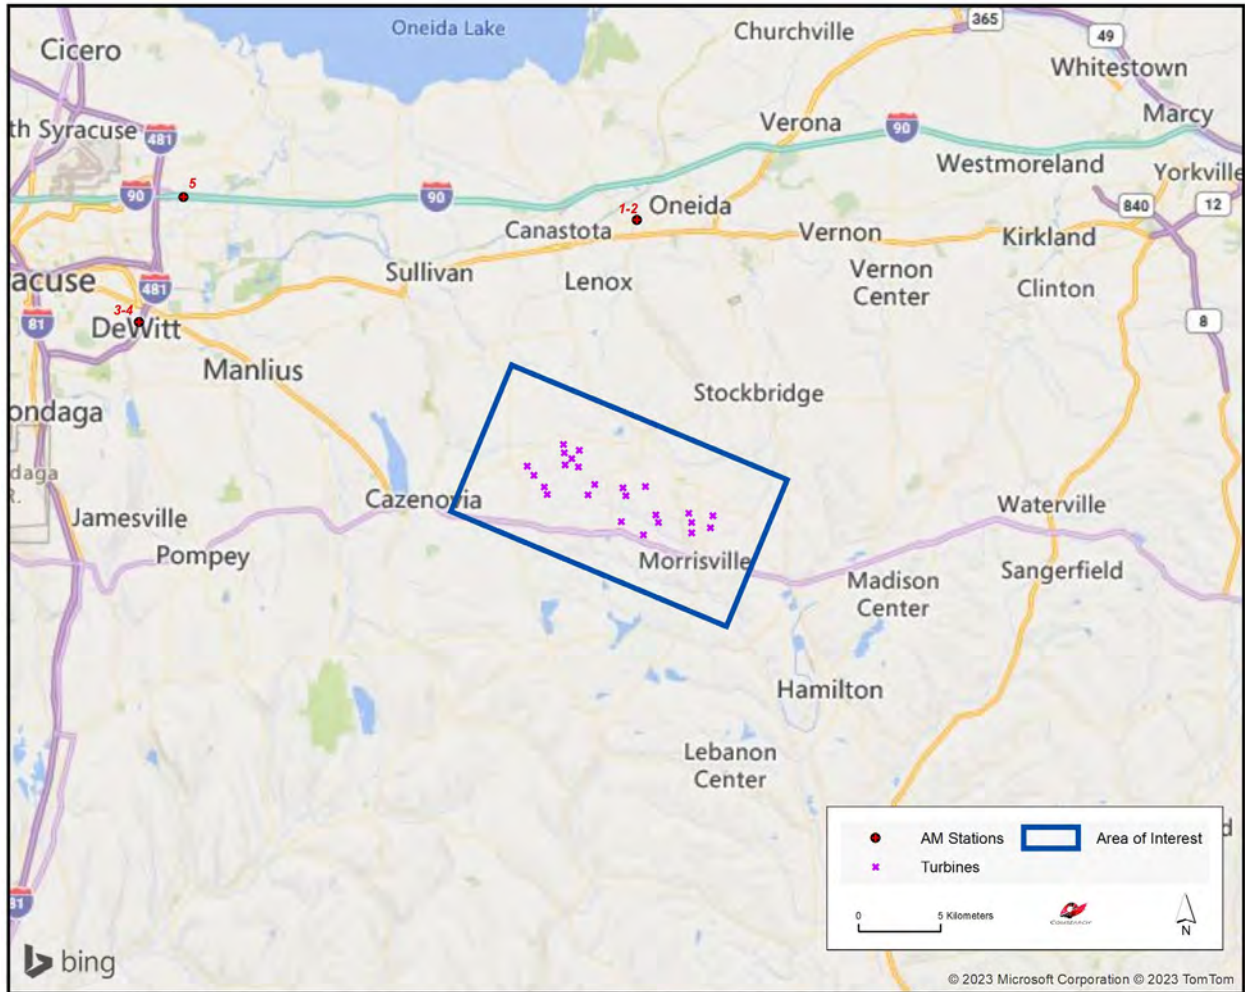 Oneida Lake
Churchville
365
49
Cicero
Whitestown
Marcy
th Syracuse
481
Verona
90
Westmoreland
Yorkville
90
5
90
1-2
Oneida
840
12
Canastota
Vernon
Kirkland
Sullivan
Lenox
Vernon
Center
Clinton
acuse
481
81
3-4
DeWitt
8
Manlius
Stockbridge
ondaga
daga
R.
Cazenovia
Waterville
Jamesville
Pompey
Morrisville
Madison
Center
Sangerfield
Hamilton
Lebanon
Center
AM Stations
Area of Interest
d
Turbines
0
5 Kilometers
COMSEARCH
N
81
bing
© 2023 Microsoft Corporation © 2023 TomTom